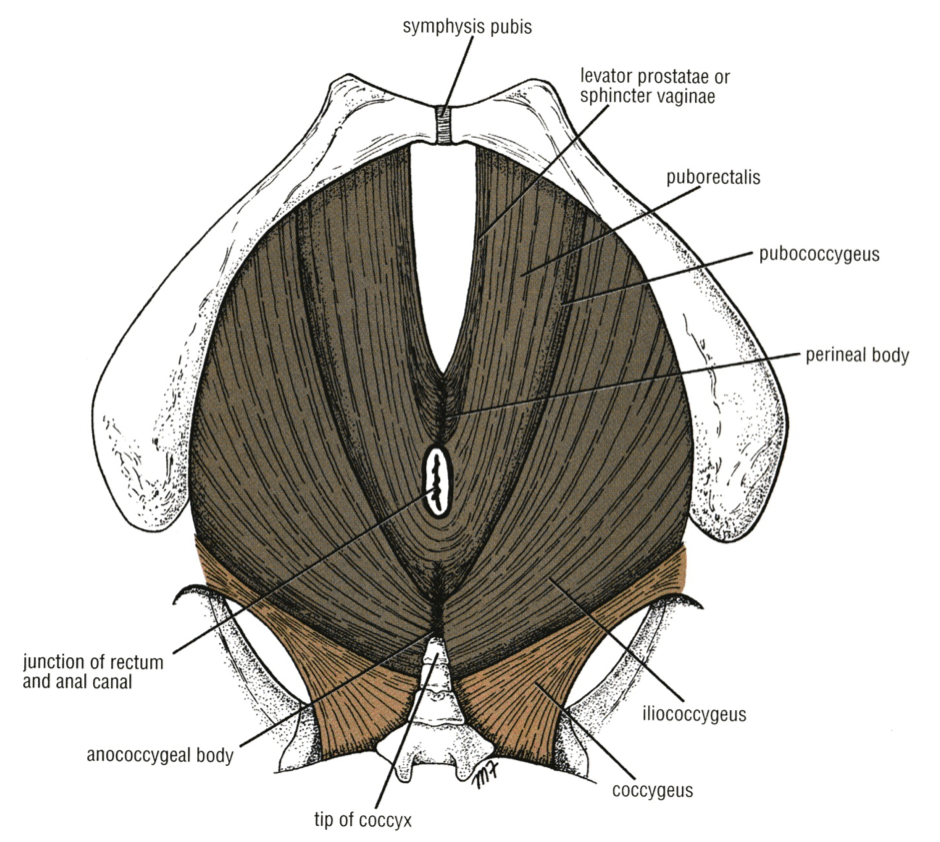 symphysis pubis
levator prostatae or
sphincter vaginae
puborectalis
pubococcygeus
perineal body
junction of rectum
and anal canal
iliococcygeus
anococcygeal body
coccygeus
tip of coccyx